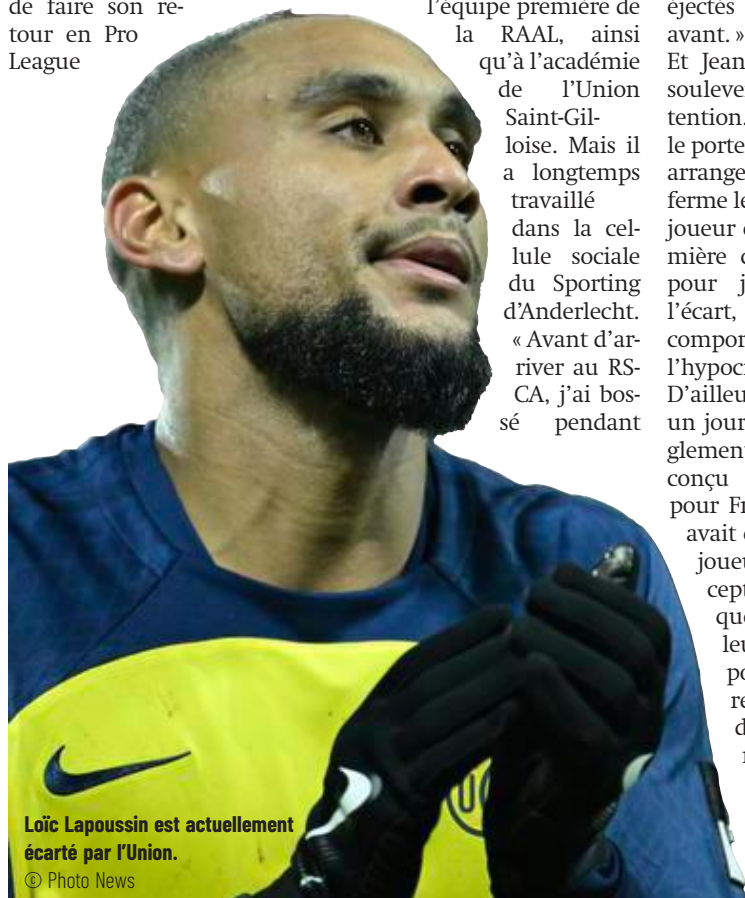 de faire son re-
tour en Pro
League
l'équipe première de
la RAAL, ainsi
qu'à l'académie
de l'Union
Saint-Gil-
loise. Mais il
a longtemps
travaillé
dans la cel-
lule sociale
du Sporting
d'Anderlecht.
« Avant d'ar-
river au RS-
CA, j'ai bos-
sé pendant
éjectés
avant. »
Et Jean
soulever
tention.
le porte
arrange
ferme le
joueur
mière
pour j
l'écart,
compor
l'hypoc
D'ailleu
un jour
glement
conçu
pour Fr
avait
joueu
cept
que
leu
po
re
d
Loïc Lapoussin est actuellement
écarté par l'Union.
© Photo News